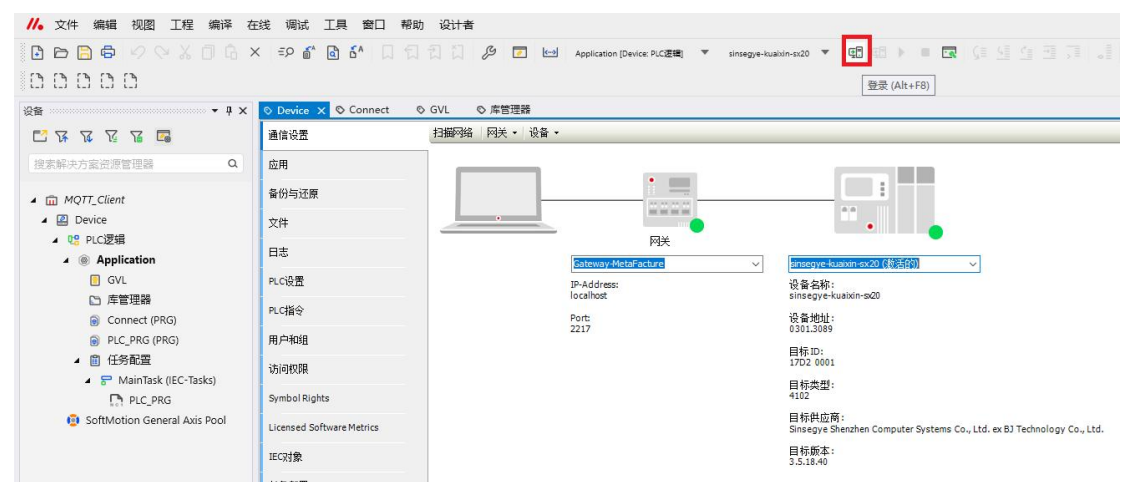 文件 编辑 视图 工程 编译 在线 调试 工具 窗口 帮助 设计者
Application [Device: PLC逻辑] sinsegye-kuaixin-sx20
登录 (Alt+F8)
设备
Device Connect GVL 库管理器
搜索解决方案资源管理器
MQTT_Client
Device
PLC逻辑
Application
GVL
库管理器
Connect (PRG)
PLC_PRG (PRG)
任务配置
MainTask (IEC-Tasks)
PLC_PRG
SoftMotion General Axis Pool
通信设置
应用
备份与还原
文件
日志
PLC设置
PLC指令
用户和组
访问权限
Symbol Rights
Licensed Software Metrics
IEC对象
扫描网络 网关 设备
网关
Gateway-MetaFacture
IP-Address:
localhost
Port:
2217
sinsegye-kuaixin-sx20 (激活的)
设备名称:
sinsegye-kuaixin-sx20
设备地址:
0301.3089
目标ID:
17D2 0001
目标类型:
4102
目标供应商:
Sinsegye Shenzhen Computer Systems Co., Ltd. ex BJ Technology Co., Ltd.
目标版本:
3.5.18.40